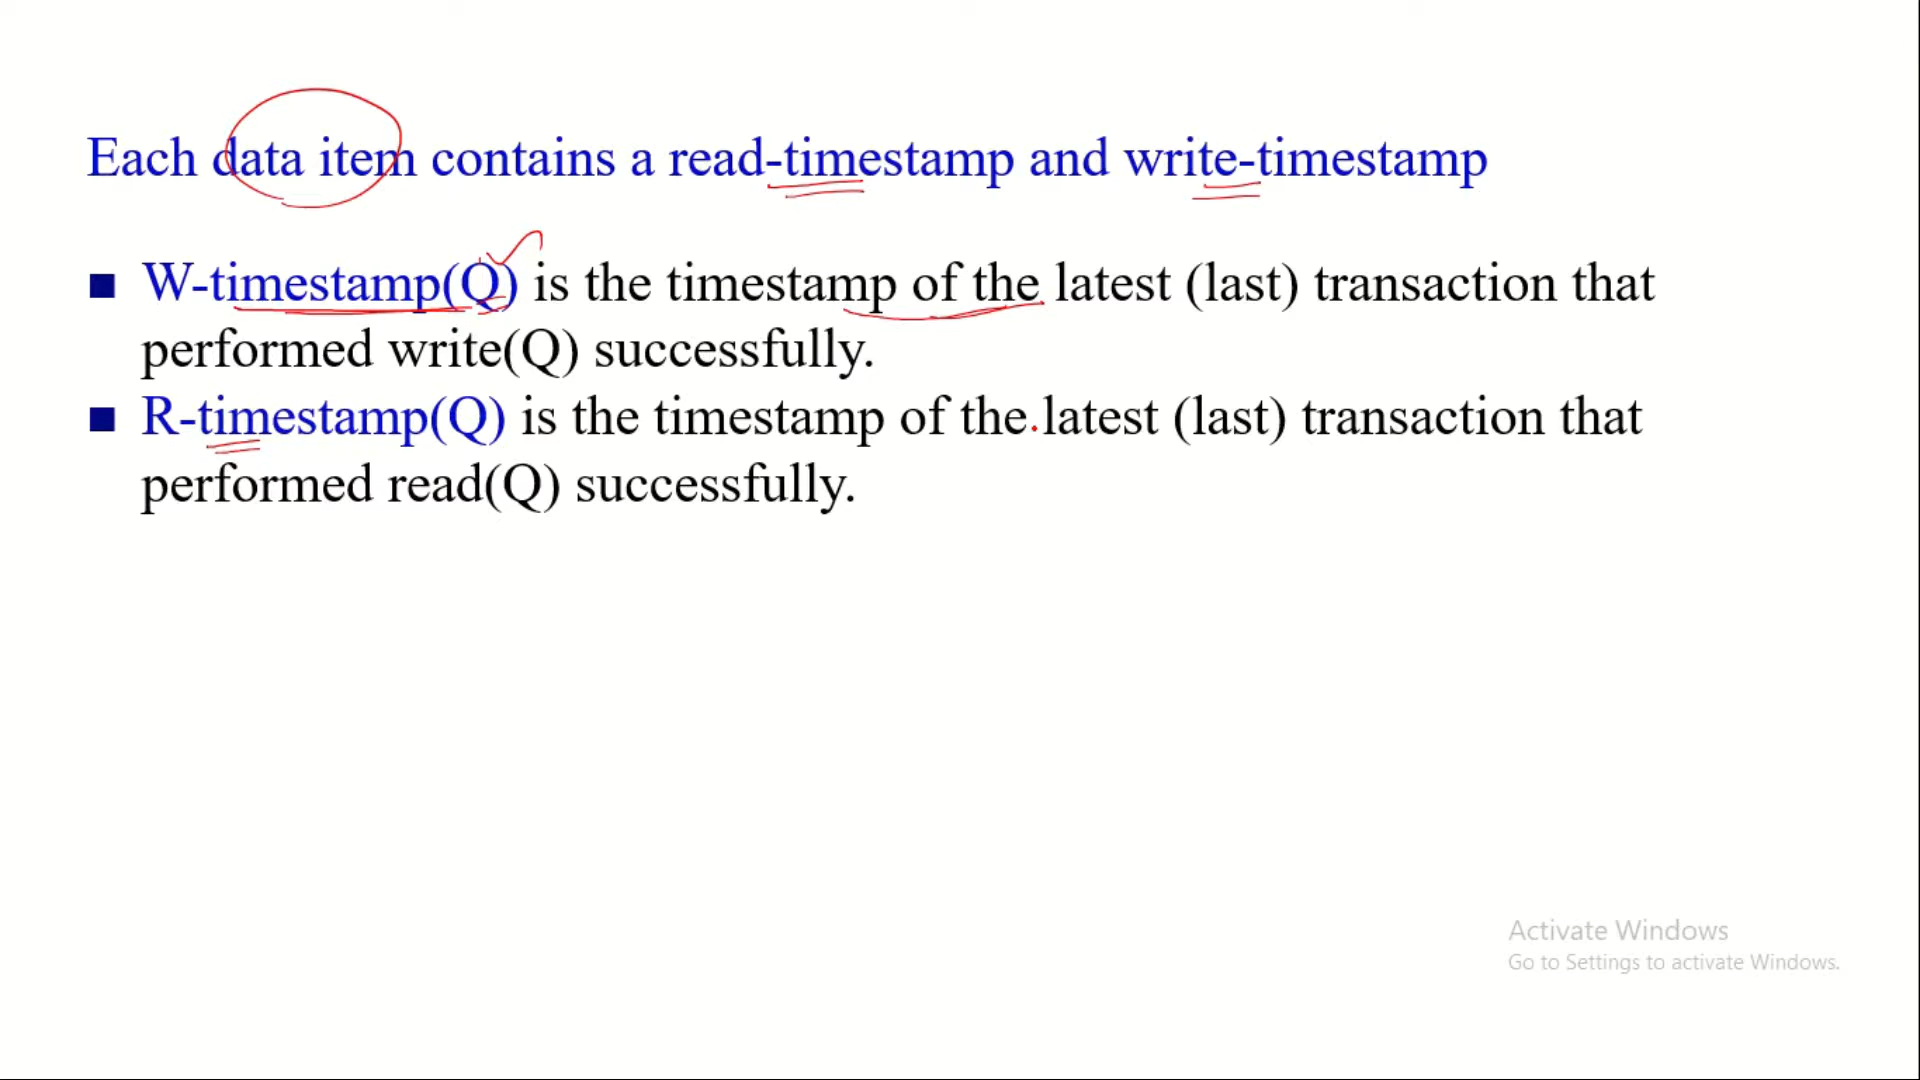 Each data item contains a read-timestamp and write-timestamp
■ W-timestamp(Q) is the timestamp of the latest (last) transaction that
performed write(Q) successfully.
■ R-timestamp(Q) is the timestamp of the latest (last) transaction that
performed read(Q) successfully.
Activate Windows
Go to Settings to activate Windows.